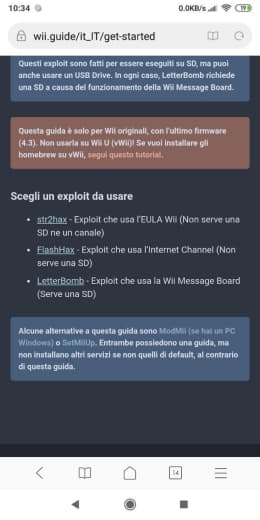 10:34
0.0KB/s
19
wii.guide/it_IT/get-started
Questi exploit sono fatti per essere eseguiti su SD, ma puoi
anche usare un USB Drive. In ogni caso, LetterBomb richiede
una SD a causa del funzionamento della Wii Message Board.
Questa guida è solo per Wii originali, con l'ultimo firmware
(4.3). Non usarla su Wii U (vWii)! Se vuoi installare gli
homebrew su vWii, segui questo tutorial.
Scegli un exploit da usare
• str2hax - Exploit che usa l'EULA Wii (Non serve una
SD ne un canale)
• FlashHax - Exploit che usa l'Internet Channel (Non
serve una SD)
• LetterBomb - Exploit che usa la Wii Message Board
(Serve una SD)
Alcune alternative a questa guida sono ModMii (se hai un PC
Windows) o SetMiiUp. Entrambe possiedono una guida, ma
non installano altri servizi se non quelli di default, al contrario
di questa guida.
14